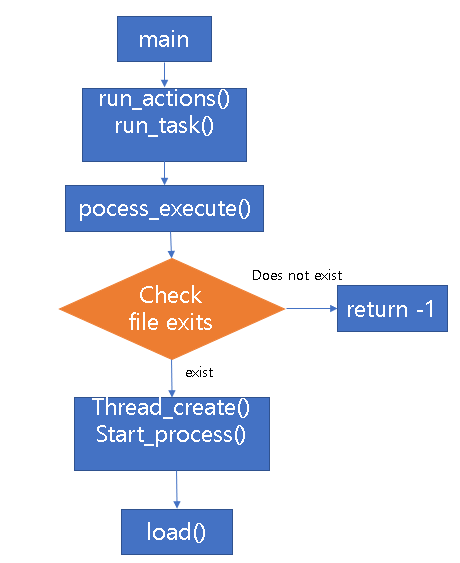 main
run_actions()
run_task()
pocess_execute()
Does not exist
Check
file exits
return -1
exist
Thread_create()
Start_process()
load()